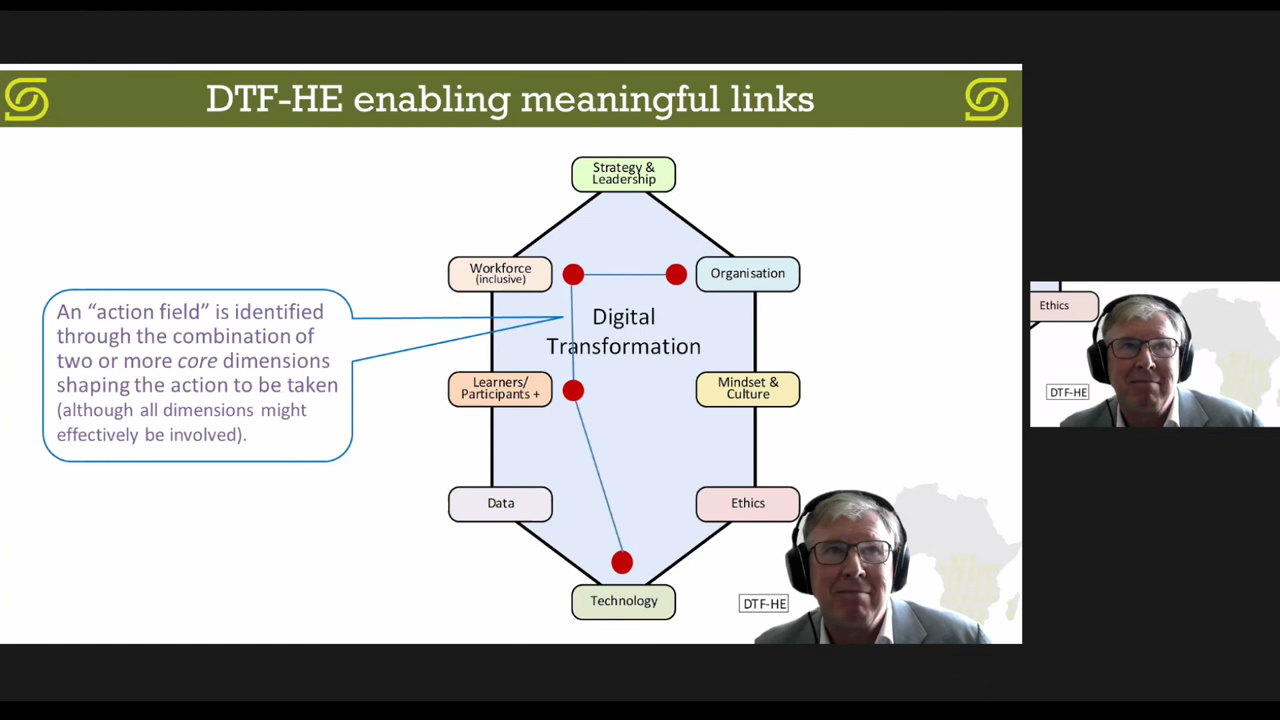 DTF-HE enabling meaningful links
Strategy &
Leadership
Workforce
(inclusive)
Organisation
An “action field” is identified
through the combination of
two or more core dimensions
shaping the action to be taken
(although all dimensions might
effectively be involved).
Digital
Transformation
Learners/
Participants +
Mindset &
Culture
Data
Ethics
Technology
DTF-HE
Ethics
DTF-HE